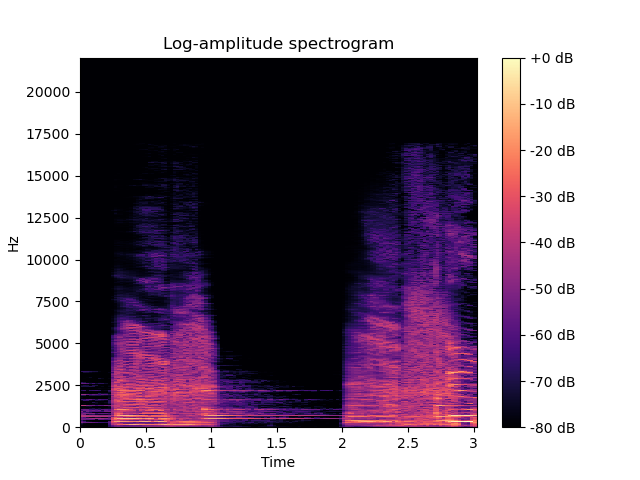 Log-amplitude spectrogram
Hz
20000
17500
15000
12500
10000
7500
5000
2500
0
0 0.5 1 1.5 2 2.5 3
Time
+0 dB
-10 dB
-20 dB
-30 dB
-40 dB
-50 dB
-60 dB
-70 dB
-80 dB